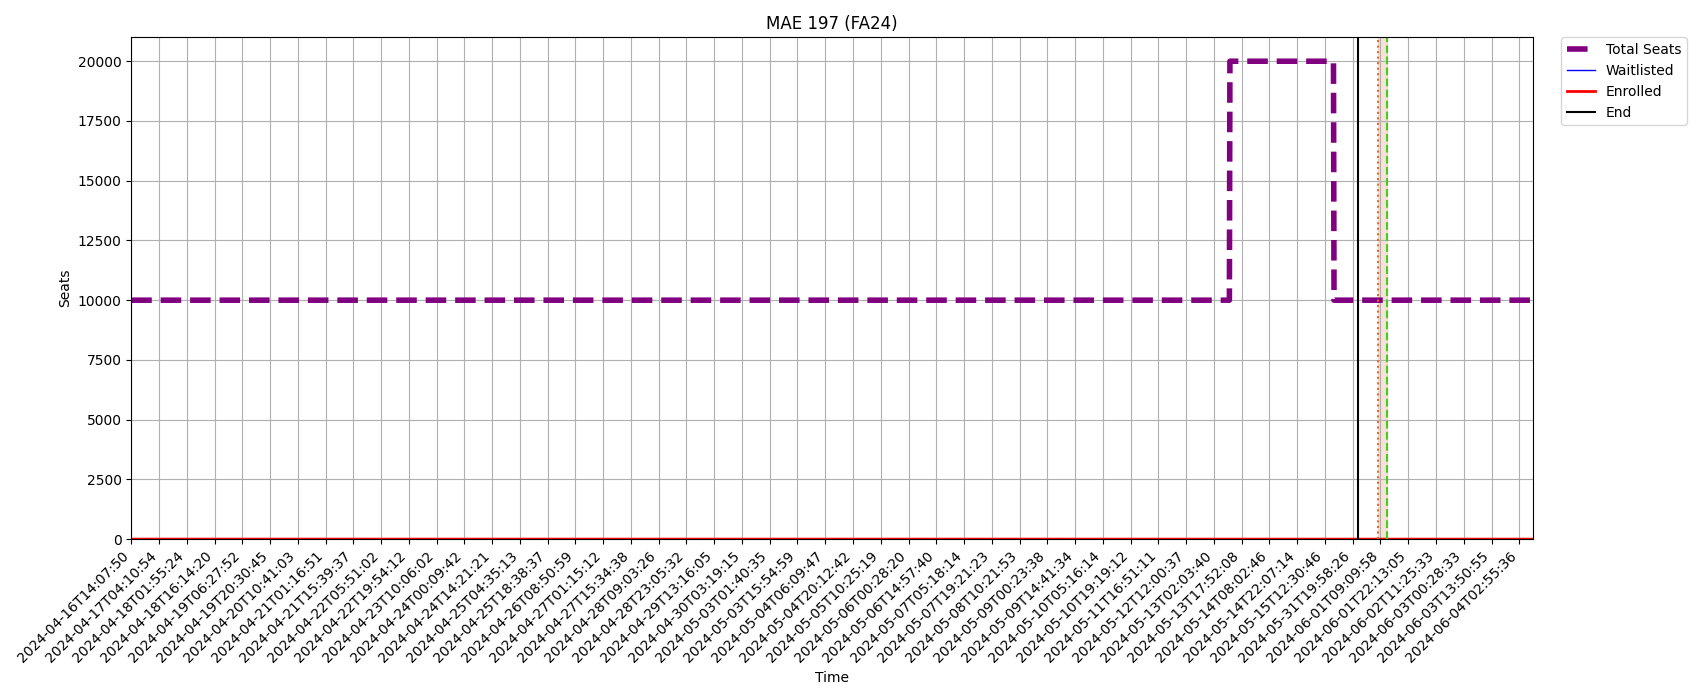 MAE 197 (FA24)
Total Seats
Waitlisted
Enrolled
End
Seats
20000
17500
15000
12500
10000
7500
5000
2500
0
2024-04-16T14:07:50
2024-04-17T04:10:54
2024-04-18T01:55:24
2024-04-18T16:14:20
2024-04-19T06:27:52
2024-04-19T20:30:45
2024-04-20T10:41:03
2024-04-21T01:16:51
2024-04-21T15:39:37
2024-04-22T05:51:02
2024-04-22T19:54:12
2024-04-23T10:06:02
2024-04-24T00:09:42
2024-04-24T14:21:21
2024-04-25T04:35:13
2024-04-25T18:38:37
2024-04-26T08:50:59
2024-04-27T01:15:12
2024-04-27T15:34:38
2024-04-28T09:03:26
2024-04-28T23:05:32
2024-04-29T13:16:05
2024-04-30T03:19:15
2024-05-03T01:40:35
2024-05-03T15:54:59
2024-05-04T06:09:47
2024-05-04T20:12:42
2024-05-05T10:25:19
2024-05-06T00:28:20
2024-05-06T14:57:40
2024-05-07T05:18:14
2024-05-07T19:21:23
2024-05-08T10:21:53
2024-05-09T00:23:38
2024-05-09T14:41:34
2024-05-10T05:16:14
2024-05-10T19:19:12
2024-05-11T16:51:11
2024-05-12T12:00:37
2024-05-13T02:03:40
2024-05-13T17:52:08
2024-05-14T08:02:46
2024-05-14T22:07:14
2024-05-15T12:30:46
2024-05-31T19:58:26
2024-06-01T09:09:58
2024-06-01T22:13:05
2024-06-02T11:25:33
2024-06-03T00:28:33
2024-06-03T13:50:55
2024-06-04T02:55:36
Time